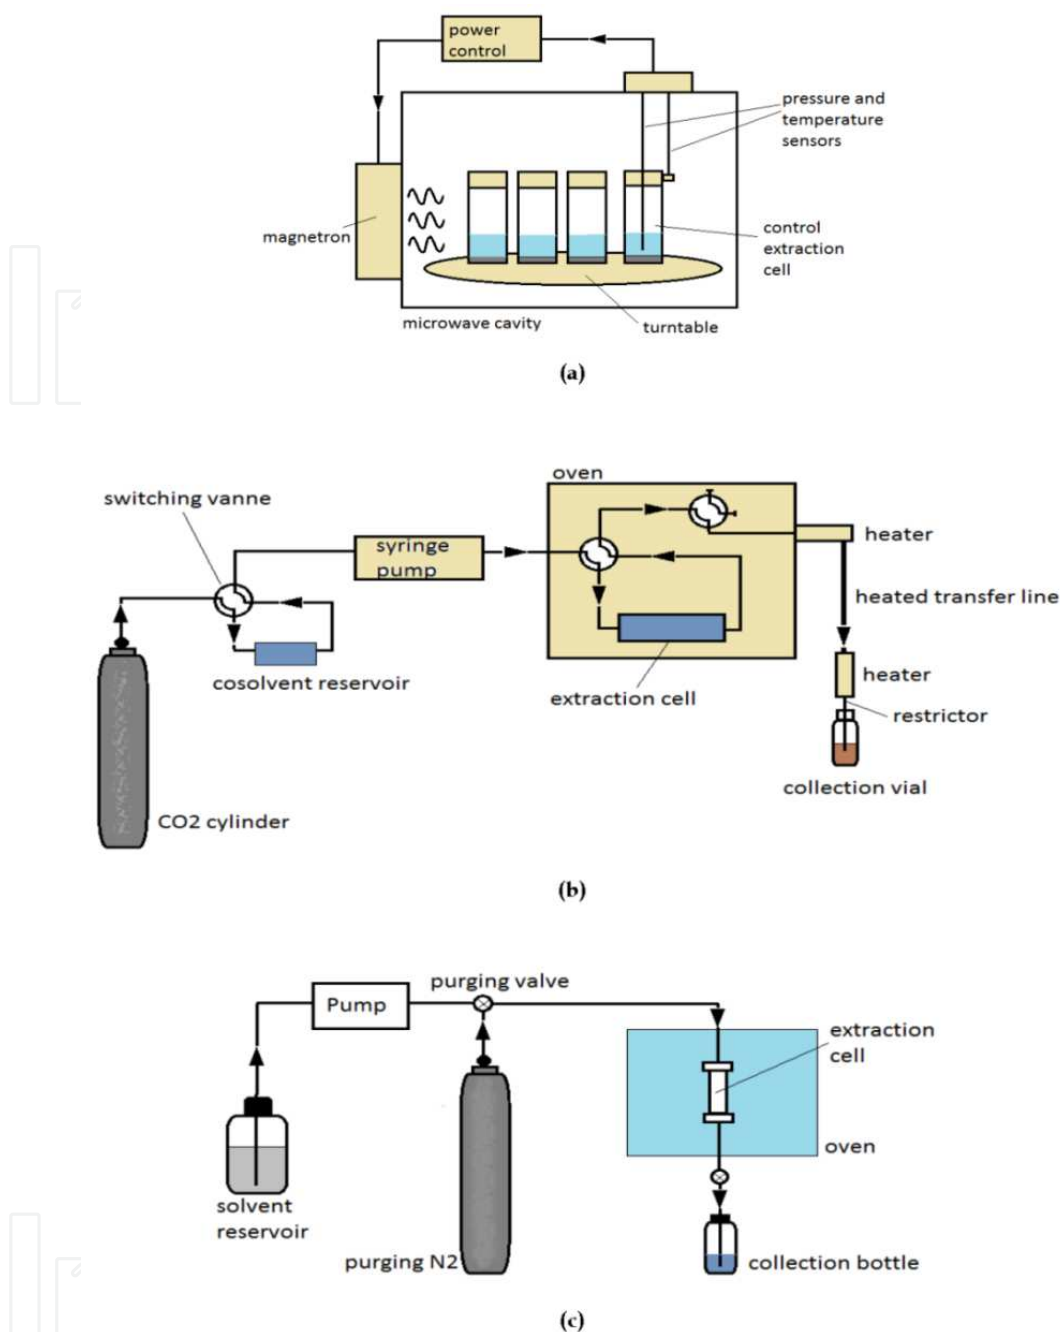 power
control
pressure and
temperature
sensors
magnetron
control
extraction
cell
microwave cavity
turntable
(a)
oven
switching vanne
syringe
pump
heater
heated transfer line
cosolvent reservoir
extraction cell
heater
restrictor
collection vial
CO2 cylinder
(b)
purging valve
Pump
extraction
cell
oven
solvent
reservoir
purging N2
collection bottle
(c)